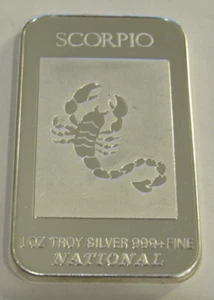 SCORPIO
1 OZ TROY SILVER 999+FINE
NATIONAL